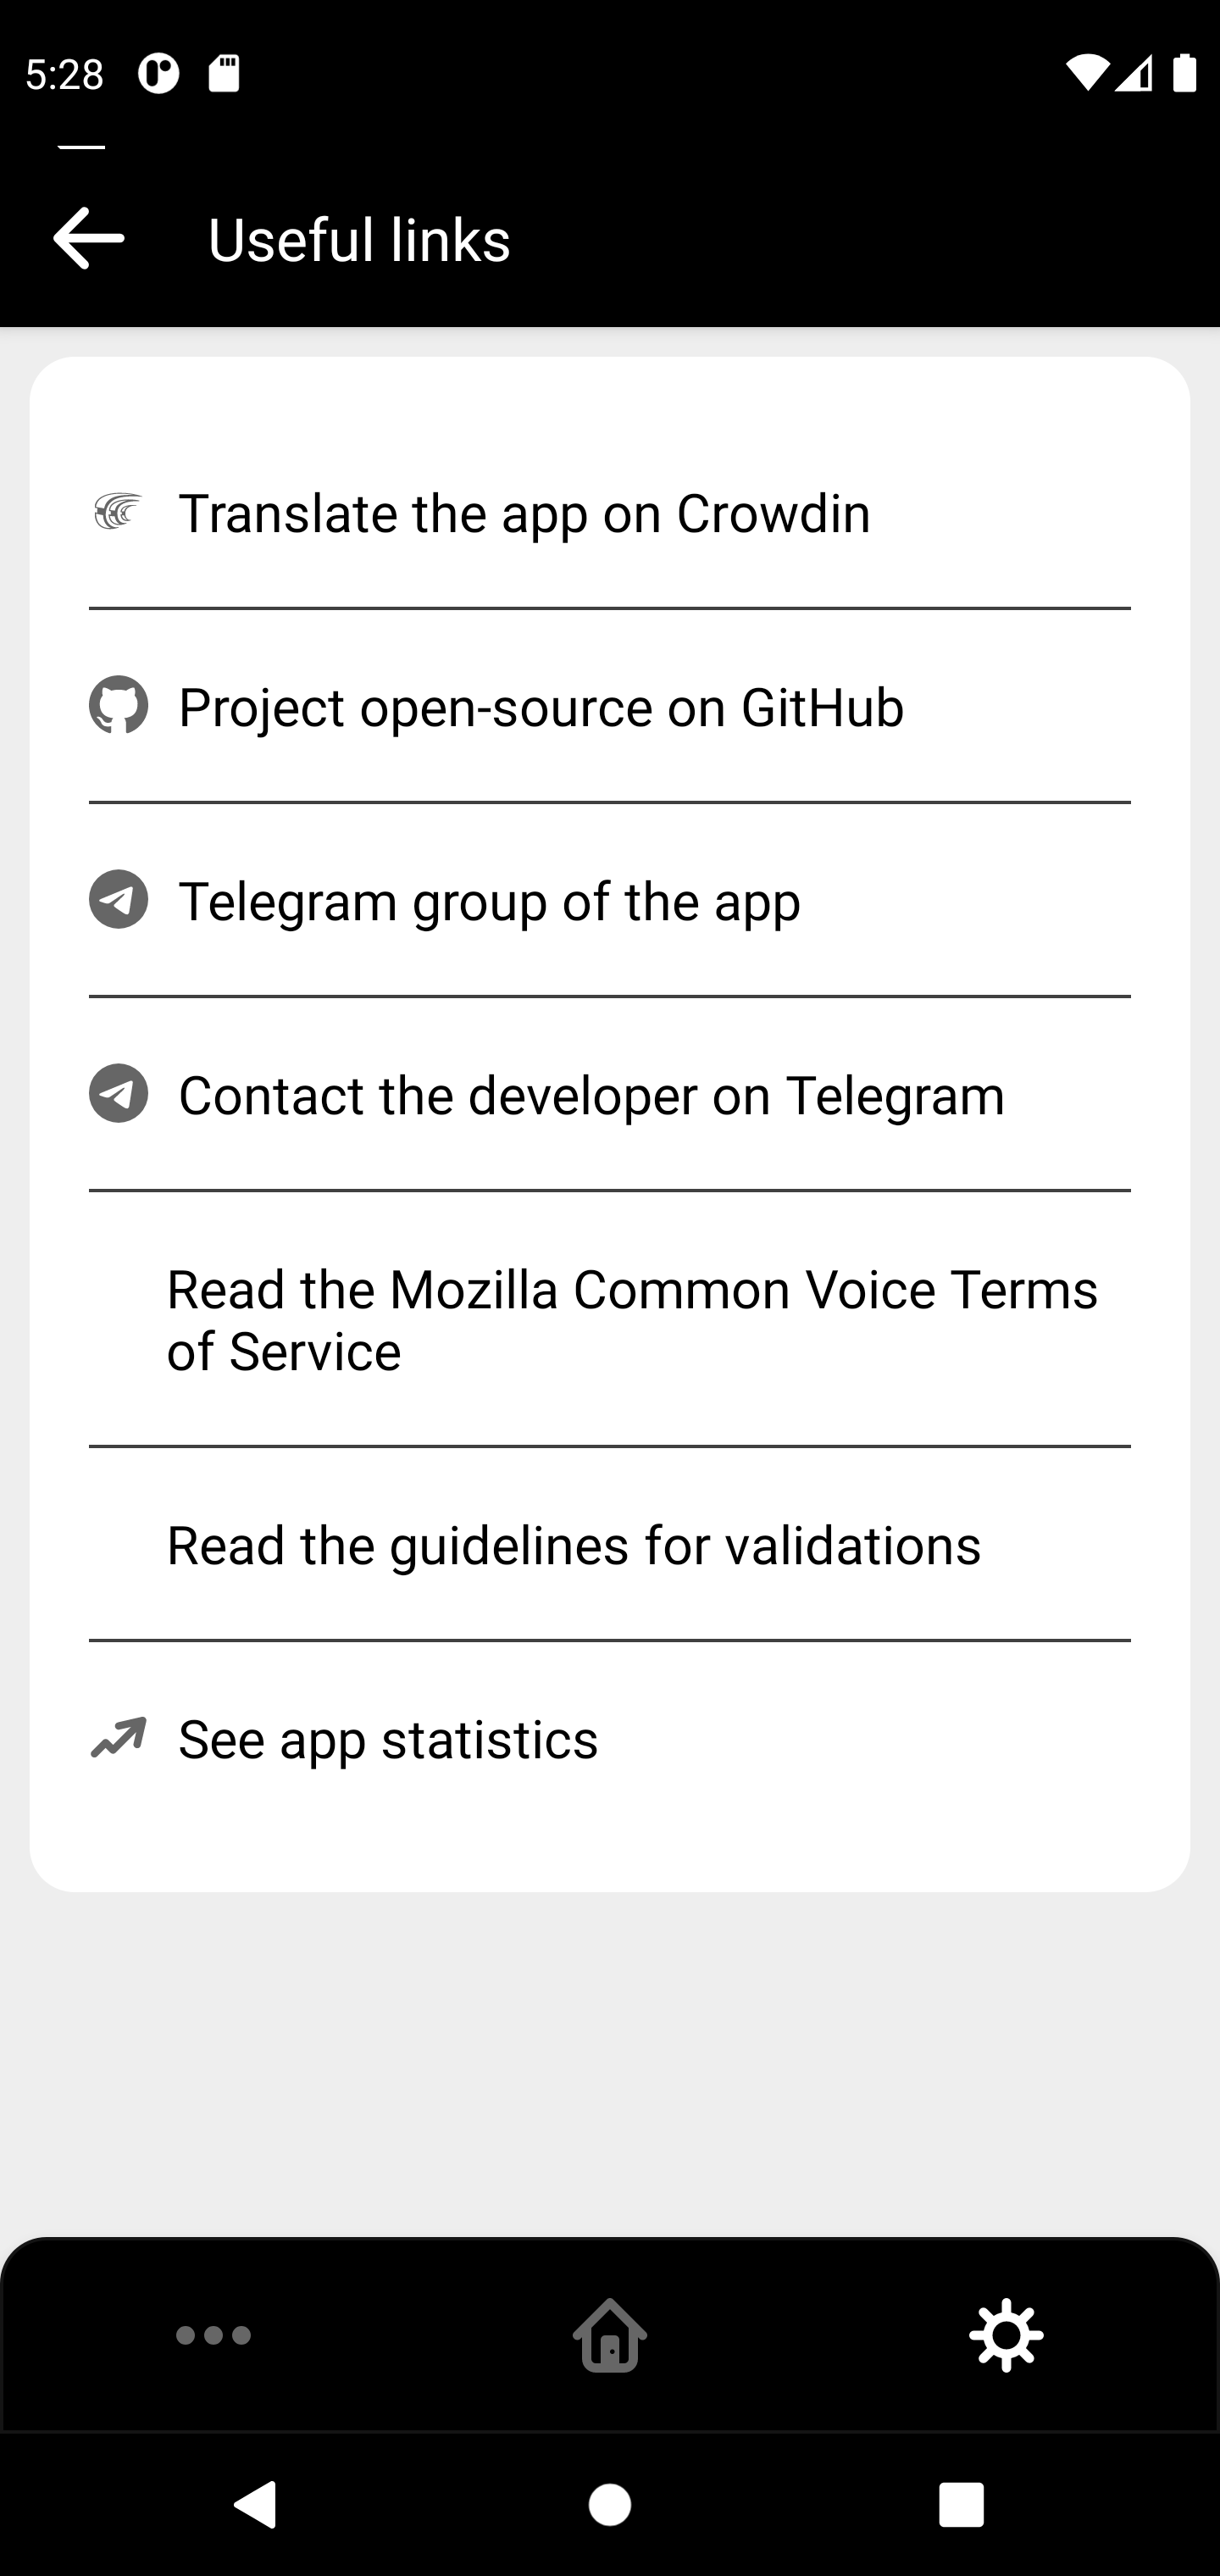 5:28
Useful links
Translate the app on Crowdin
Project open-source on GitHub
Telegram group of the app
Contact the developer on Telegram
Read the Mozilla Common Voice Terms
of Service
Read the guidelines for validations
See app statistics